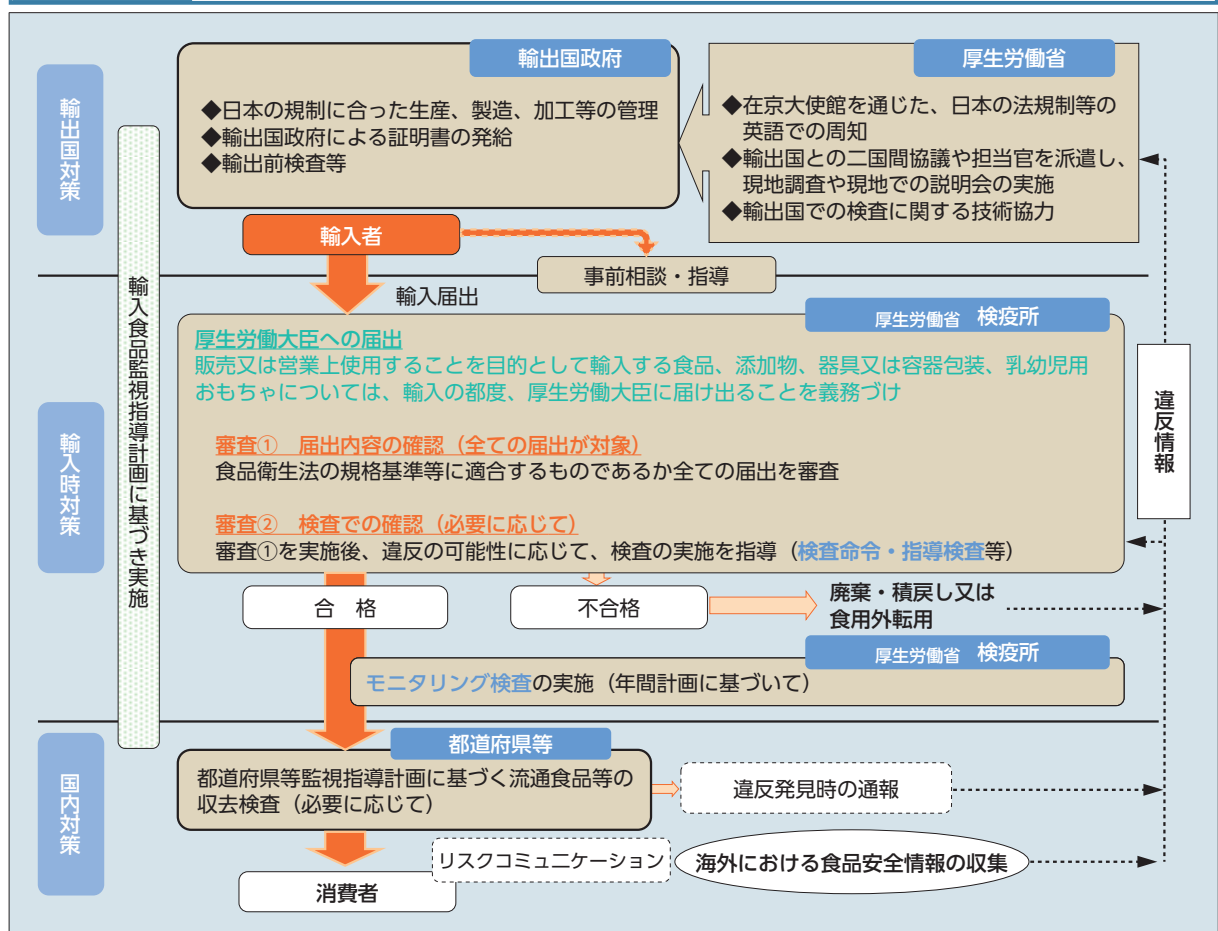 輸出国対策
輸出国政府
◆日本の規制に合った生産、製造、加工等の管理
◆輸出国政府による証明書の発給
◆輸出前検査等
厚生労働省
◆在京大使館を通じた、日本の法規制等の
英語での周知
◆輸出国との二国間協議や担当官を派遣し、
現地調査や現地での説明会の実施
◆輸出国での検査に関する技術協力
輸入者
事前相談・指導
輸入届出
輸入食品監視指導計画に基づき実施
輸入時対策
厚生労働省 検疫所
厚生労働大臣への届出
販売又は営業上使用することを目的として輸入する食品、添加物、器具又は容器包装、乳幼児用
おもちゃについては、輸入の都度、厚生労働大臣に届け出ることを義務づけ
審査① 届出内容の確認（全ての届出が対象）
食品衛生法の規格基準等に適合するものであるか全ての届出を審査
審査② 検査での確認（必要に応じて）
審査①を実施後、違反の可能性に応じて、検査の実施を指導（検査命令・指導検査等）
違反情報
合 格
不合格
廃棄・積戻し又は
食用外転用
厚生労働省 検疫所
モニタリング検査の実施（年間計画に基づいて）
国内対策
都道府県等
都道府県等監視指導計画に基づく流通食品等の
収去検査（必要に応じて）
違反発見時の通報
リスクコミュニケーション
海外における食品安全情報の収集
消費者